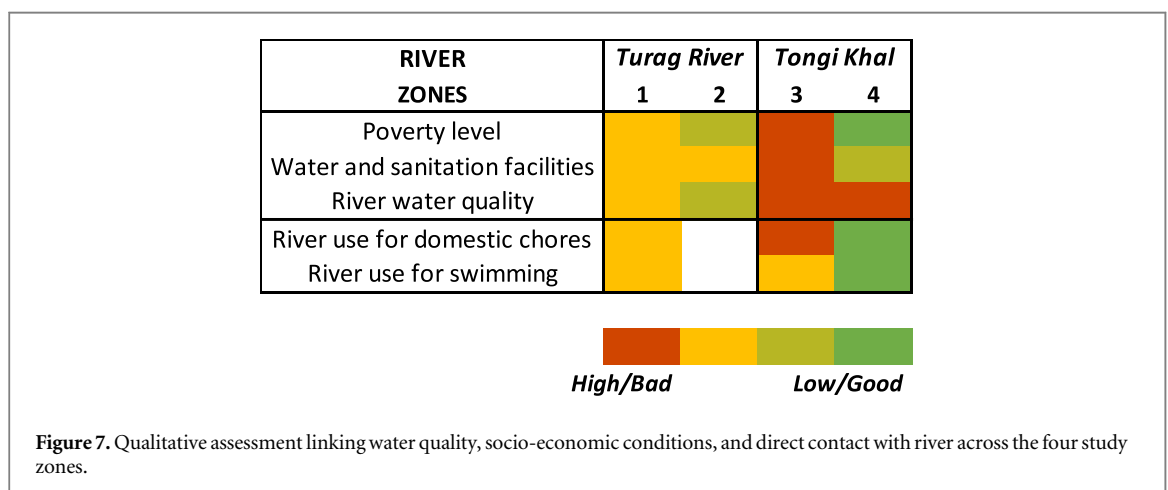 RIVER Turag River Tongi Khal
ZONES 1 2 3 4
Poverty level
Water and sanitation facilities
River water quality
River use for domestic chores
River use for swimming
High/Bad Low/Good
Figure 7. Qualitative assessment linking water quality, socio-economic conditions, and direct contact with river across the four study
zones.